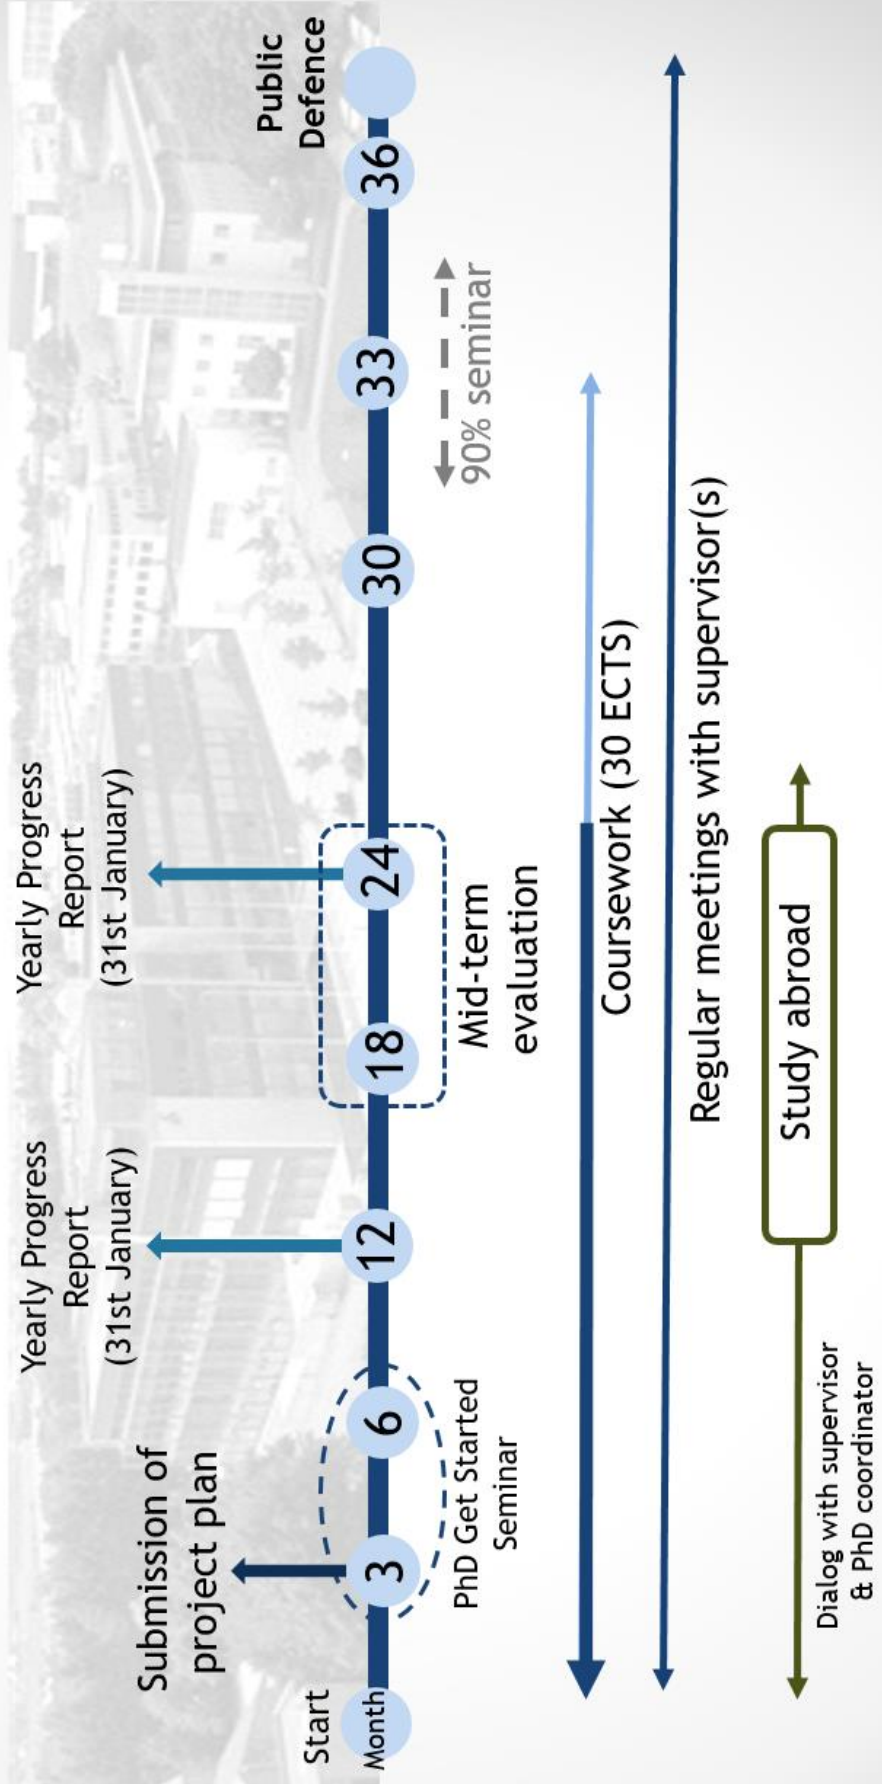 Yearly Progress
Report
(31st January)
Yearly Progress
Report
(31st January)
Submission of
project plan
Public
Defence
Start
Month
3
6
12
18
24
30
33
36
PhD Get Started
Seminar
Mid-term
evaluation
90% seminar
Coursework (30 ECTS)
Regular meetings with supervisor(s)
Study abroad
Dialog with supervisor
& PhD coordinator